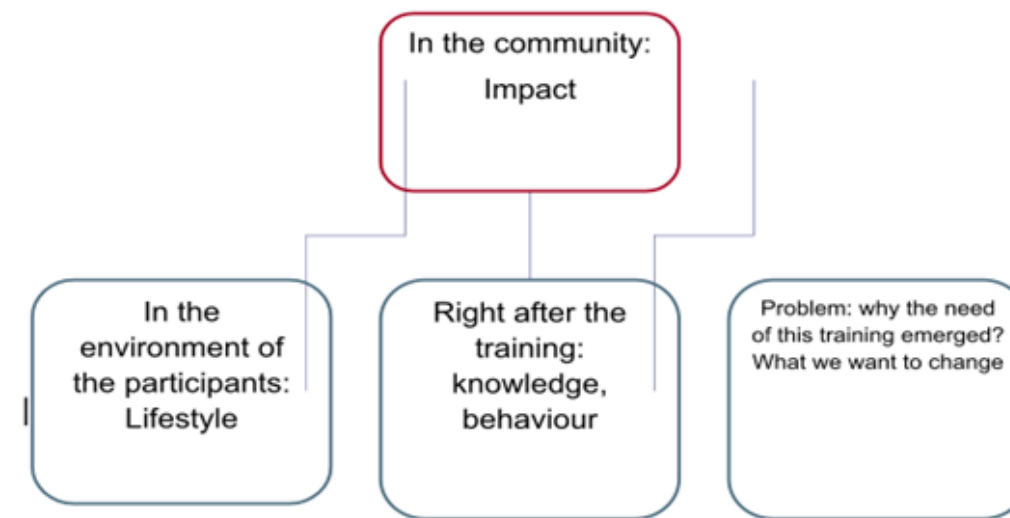 In the community:
Impact
In the
environment of
the participants:
Lifestyle
Right after the
training:
knowledge,
behaviour
Problem: why the need
of this training emerged?
What we want to change